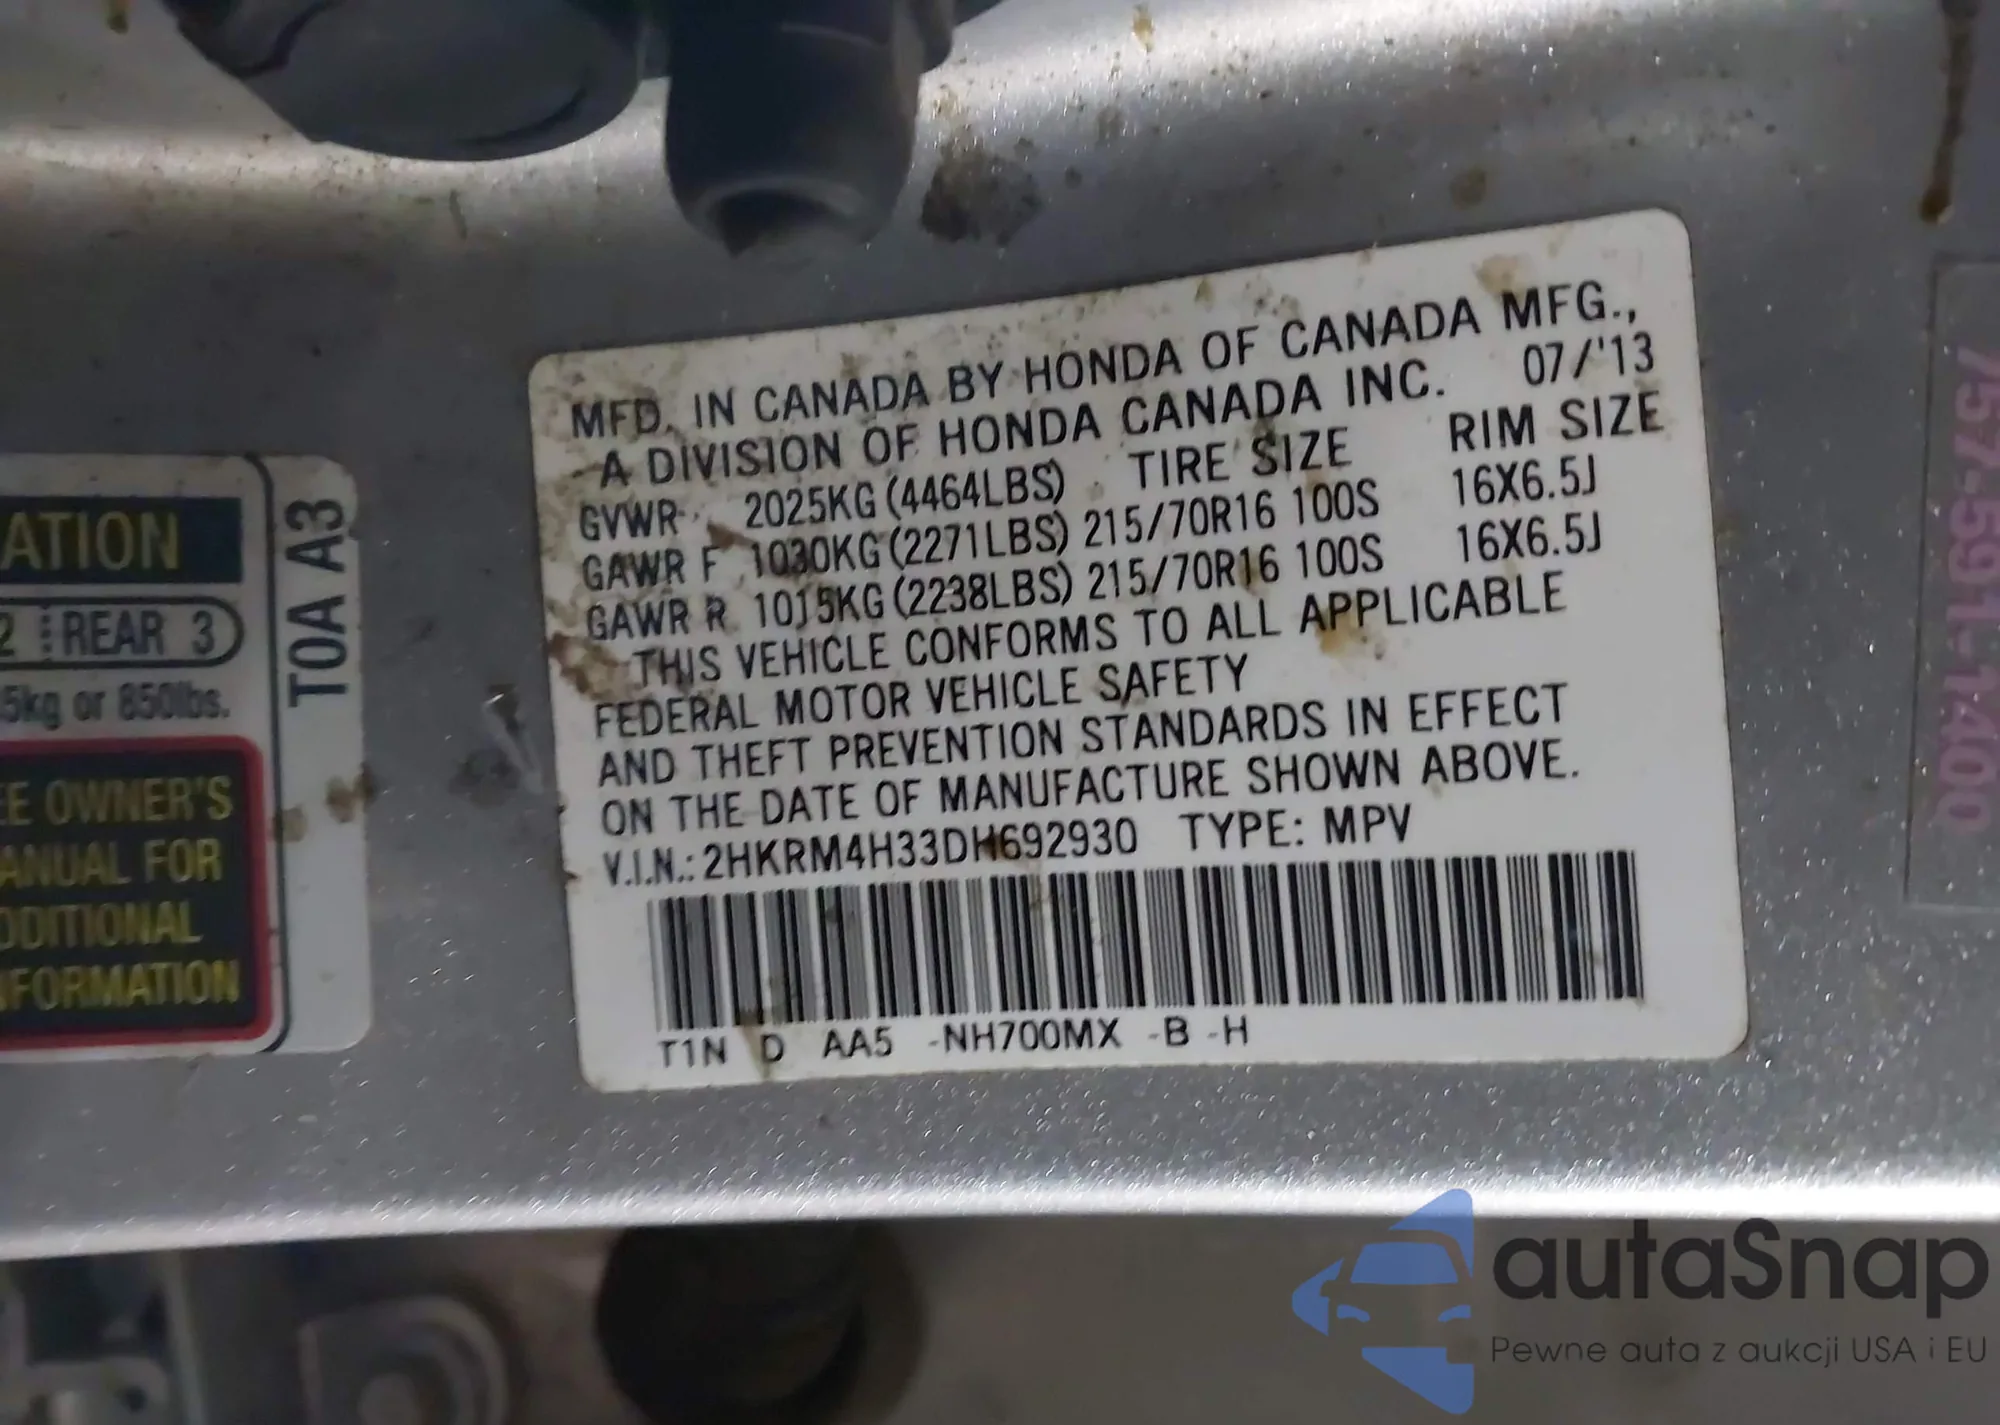 ATION
2 REAR 3
5kg or 850lbs.
EE OWNER'S
ANUAL FOR
DDITIONAL
NFORMATION
T0A A3
MFD. IN CANADA BY HONDA OF CANADA MFG.,
A DIVISION OF HONDA CANADA INC. 07/'13
GVWR 2025KG (4464LBS) TIRE SIZE RIM SIZE
GAWR F 1030KG (2271LBS) 215/70R16 100S 16X6.5J
GAWR R 1015KG (2238LBS) 215/70R16 100S 16X6.5J
THIS VEHICLE CONFORMS TO ALL APPLICABLE
FEDERAL MOTOR VEHICLE SAFETY
AND THEFT PREVENTION STANDARDS IN EFFECT
ON THE DATE OF MANUFACTURE SHOWN ABOVE.
V.I.N.: 2HKRM4H33DH692930 TYPE: MPV
T1N D AA5 -NH700MX -B -H
757-591-1400
autaSnap
Pewne auta z aukcji USA i EU